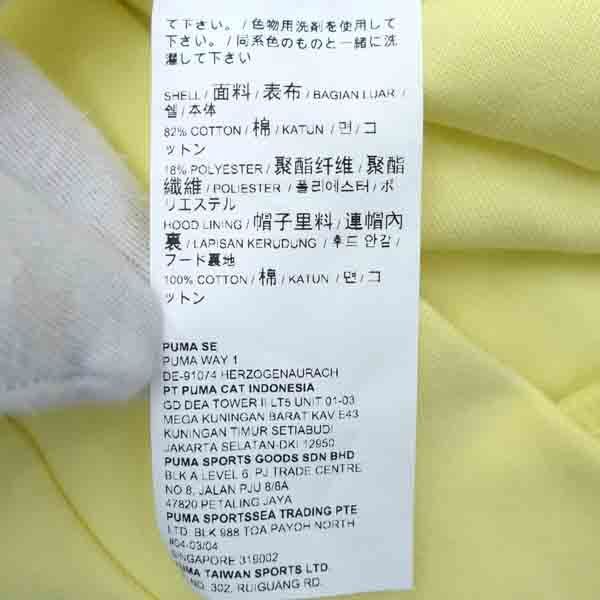 て下さい。/ 色物用洗剤を使用し
て下さい。/ 同系色のものと一緒に洗
濯して下さい
SHELL / 面料 / 表布 / BAGIAN LUAR /
쉘 / 本体
82% COTTON / 棉 / KATUN / 면 / コ
ットン
18% POLYESTER / 聚酯纤维 / 聚酯
纖維 / POLIESTER / 폴리에스터 / ポ
リエステル
HOOD LINING / 帽子里料 / 連帽內
裏 / LAPISAN KERUDUNG / 후드 안감 /
フード裏地
100% COTTON / 棉 / KATUN / 면 / コ
ットン
PUMA SE
PUMA WAY 1
DE-91074 HERZOGENAURACH
PT PUMA CAT INDONESIA
GD DEA TOWER II LT5 UNIT 01-03
MEGA KUNINGAN BARAT KAV E43
KUNINGAN TIMUR SETIABUDI
JAKARTA SELATAN-DKI 12950
PUMA SPORTS GOODS SDN BHD
BLK A LEVEL 6, PJ TRADE CENTRE
NO 8, JALAN PJU 8/8A
47820 PETALING JAYA
PUMA SPORTSSEA TRADING PTE
LTD. BLK 988 TOA PAYOH NORTH
#04-03/04
SINGAPORE 319002
PUMA TAIWAN SPORTS LTD.
NO. 302, RUIGUANG RD.